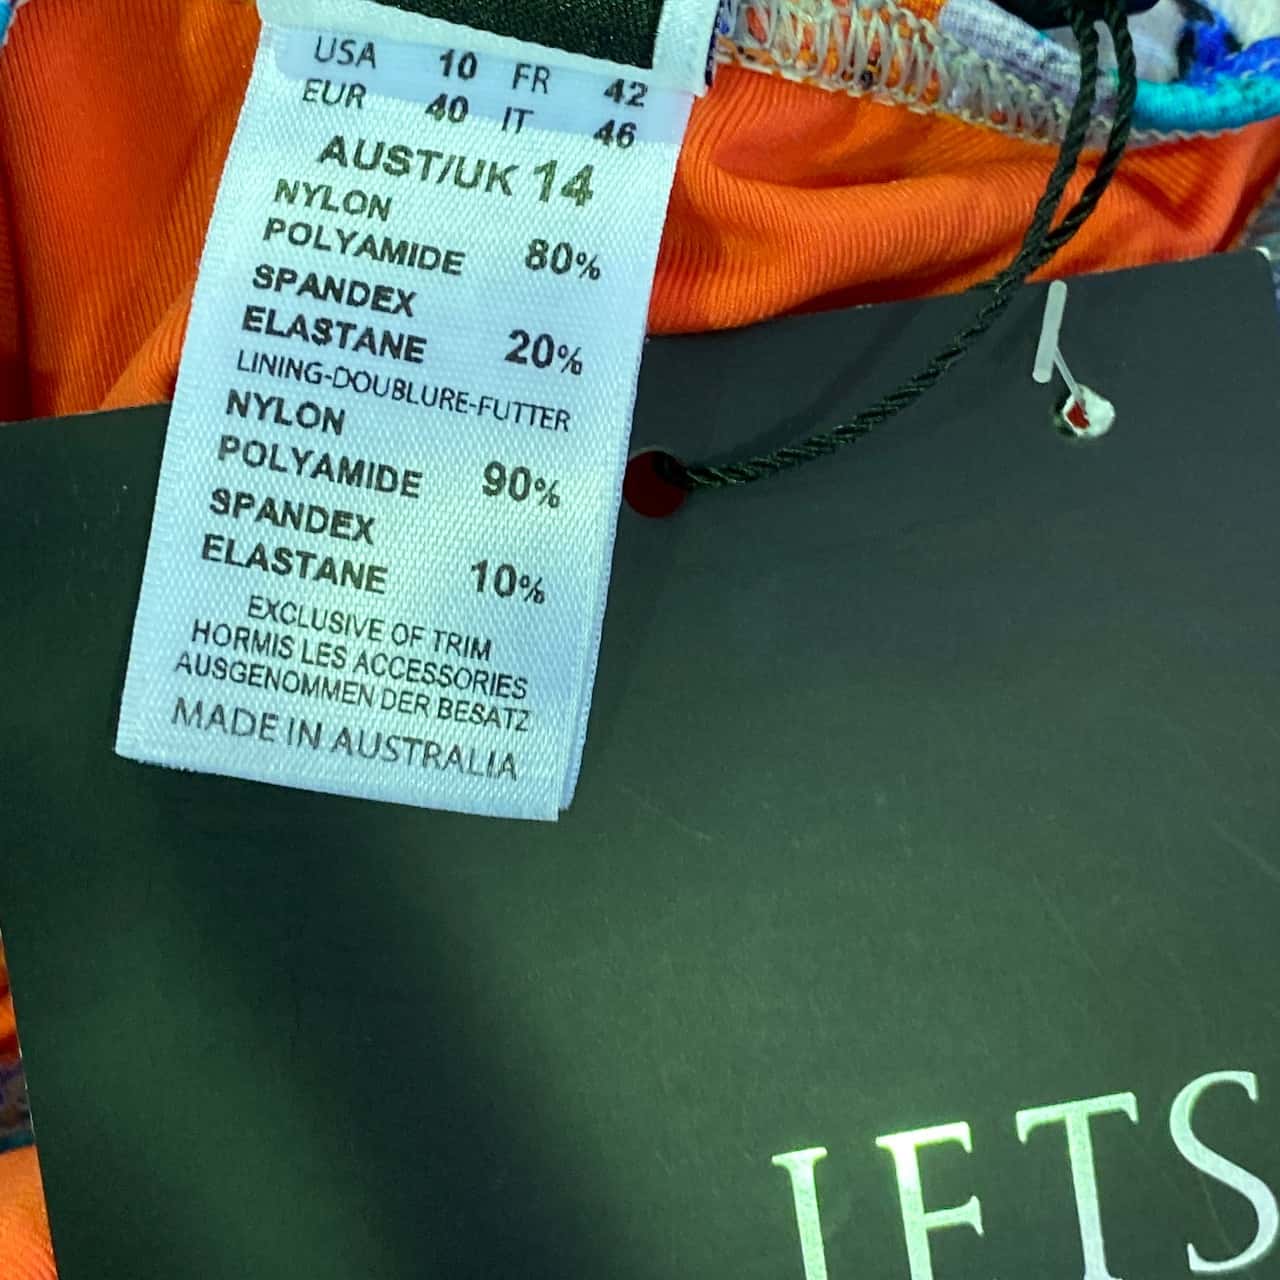 USA 10 FR 42
EUR 40 IT 46
AUST/UK 14
NYLON
POLYAMIDE 80%
SPANDEX
ELASTANE 20%
LINING-DOUBLURE-FUTTER
NYLON
POLYAMIDE 90%
SPANDEX
ELASTANE 10%
EXCLUSIVE OF TRIM
HORMIS LES ACCESSORIES
AUSGENOMMEN DER BESATZ
MADE IN AUSTRALIA
JETS